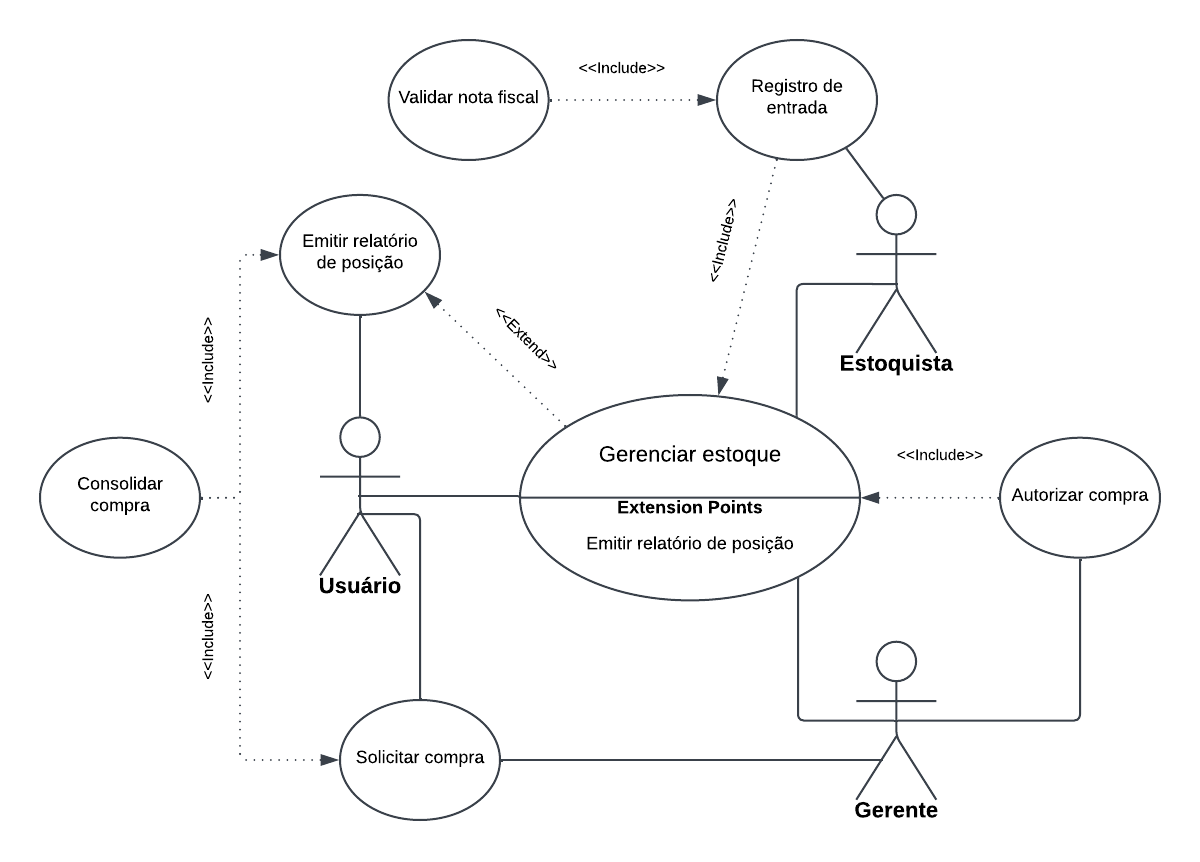 <<Include>>
Validar nota fiscal
Registro de
entrada
<<Include>>
Emitir relatório
de posição
<<Extend>>
<<Include>>
Estoquista
Gerenciar estoque
<<Include>>
Consolidar
compra
Extension Points
Autorizar compra
Emitir relatório de posição
Usuário
<<Include>>
Solicitar compra
Gerente